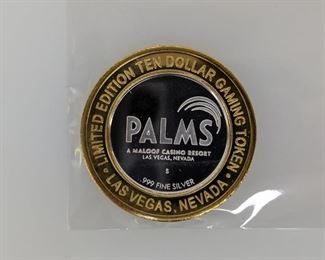 LIMITED EDITION TEN DOLLAR GAMING TOKEN
PALMS
A MALOOF CASINO RESORT
LAS VEGAS, NEVADA
S
.999 FINE SILVER
• LAS VEGAS, NEVADA •